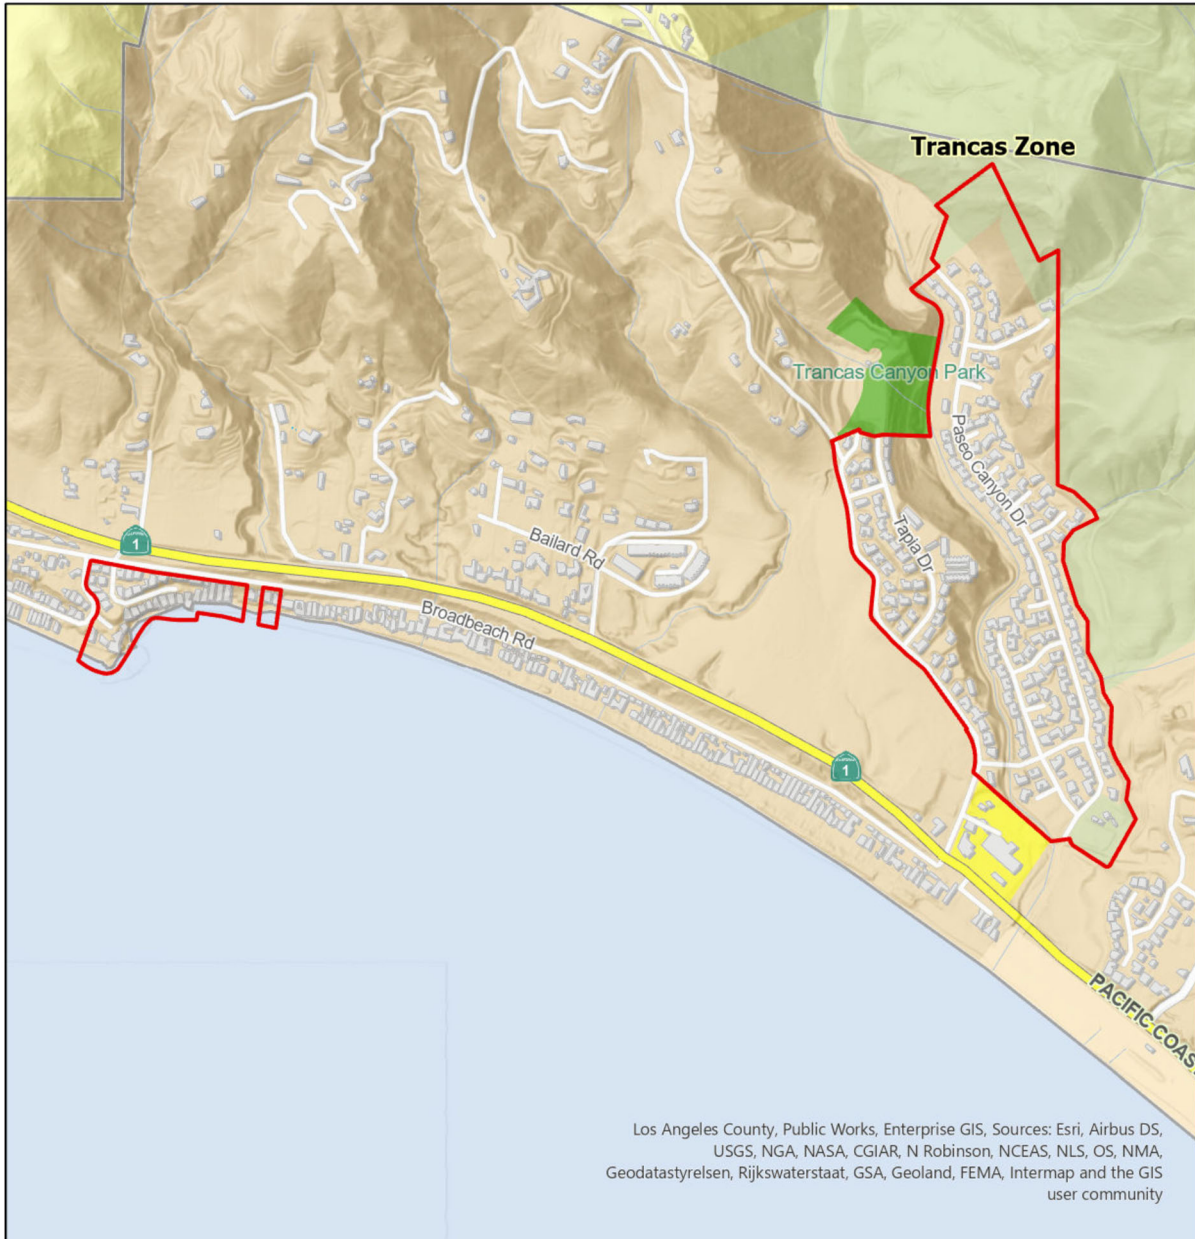 Trancas Zone
Trancas Canyon Park
Paseo Canyon Dr
Tapia Dr
1
Bailard Rd
Broadbeach Rd
1
PACIFIC COAS
Los Angeles County, Public Works, Enterprise GIS, Sources: Esri, Airbus DS,
USGS, NGA, NASA, CGIAR, N Robinson, NCEAS, NLS, OS, NMA,
Geodatastyrelsen, Rijkswaterstaat, GSA, Geoland, FEMA, Intermap and the GIS
user community